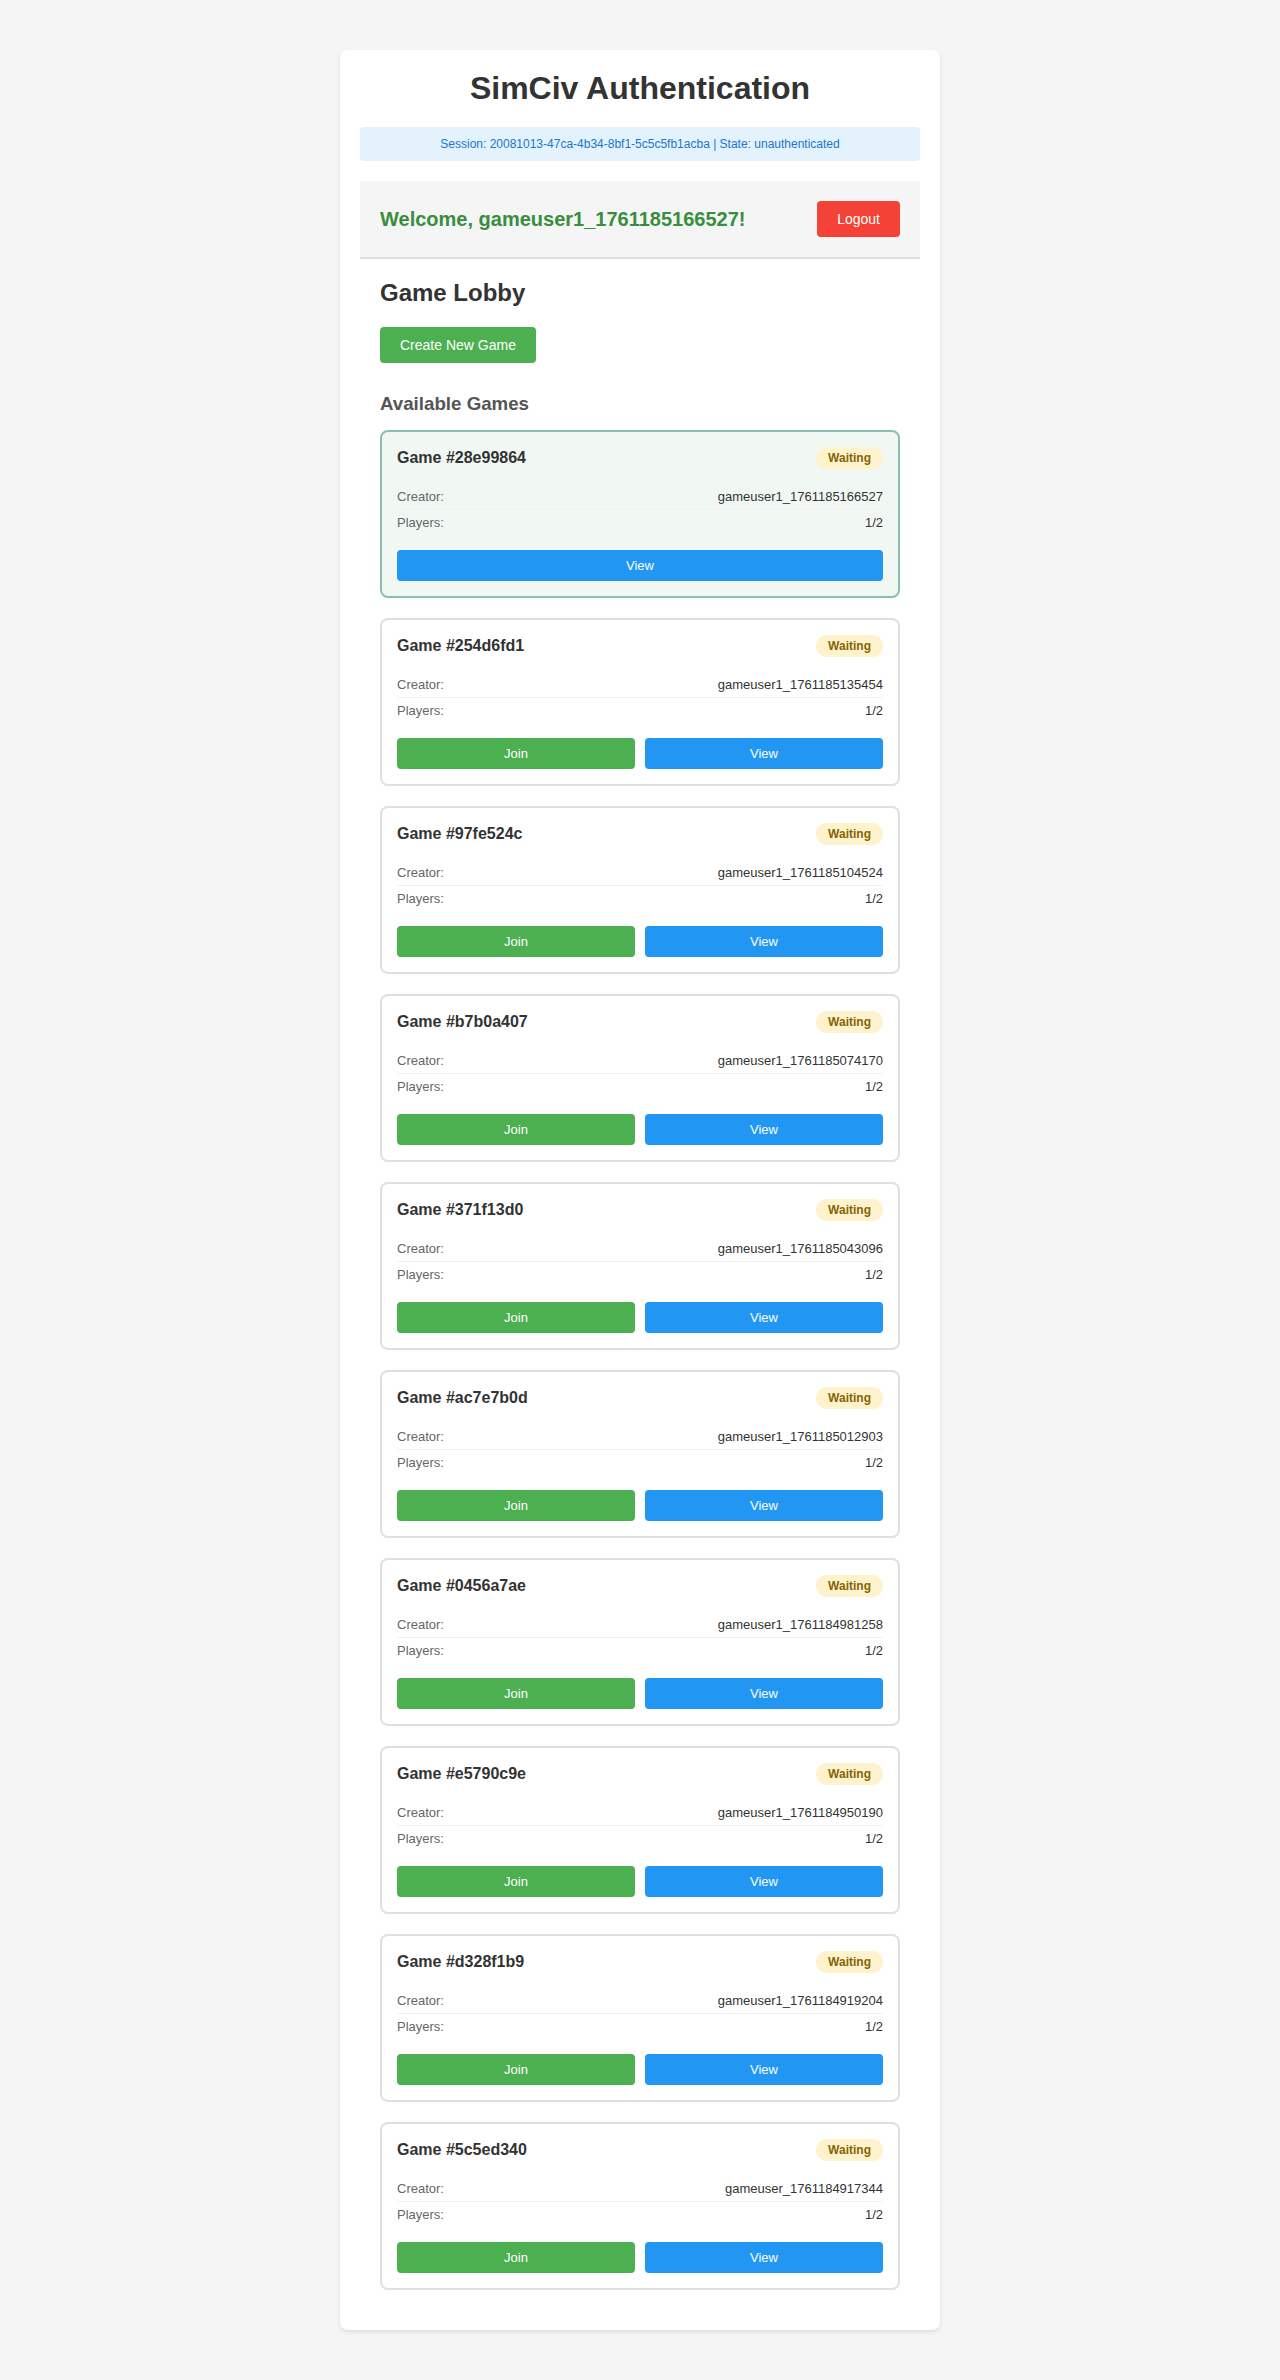 SimCiv Authentication
Session: 20081013-47ca-4b34-8bf1-5c5c5fb1acba | State: unauthenticated
Welcome, gameuser1_1761185166527!
Logout
Game Lobby
Create New Game
Available Games
Game #28e99864
Waiting
Creator: gameuser1_1761185166527
Players: 1/2
View
Game #254d6fd1
Waiting
Creator: gameuser1_1761185135454
Players: 1/2
Join
View
Game #97fe524c
Waiting
Creator: gameuser1_1761185104524
Players: 1/2
Join
View
Game #b7b0a407
Waiting
Creator: gameuser1_1761185074170
Players: 1/2
Join
View
Game #371f13d0
Waiting
Creator: gameuser1_1761185043096
Players: 1/2
Join
View
Game #ac7e7b0d
Waiting
Creator: gameuser1_1761185012903
Players: 1/2
Join
View
Game #0456a7ae
Waiting
Creator: gameuser1_1761184981258
Players: 1/2
Join
View
Game #e5790c9e
Waiting
Creator: gameuser1_1761184950190
Players: 1/2
Join
View
Game #d328f1b9
Waiting
Creator: gameuser1_1761184919204
Players: 1/2
Join
View
Game #5c5ed340
Waiting
Creator: gameuser_1761184917344
Players: 1/2
Join
View